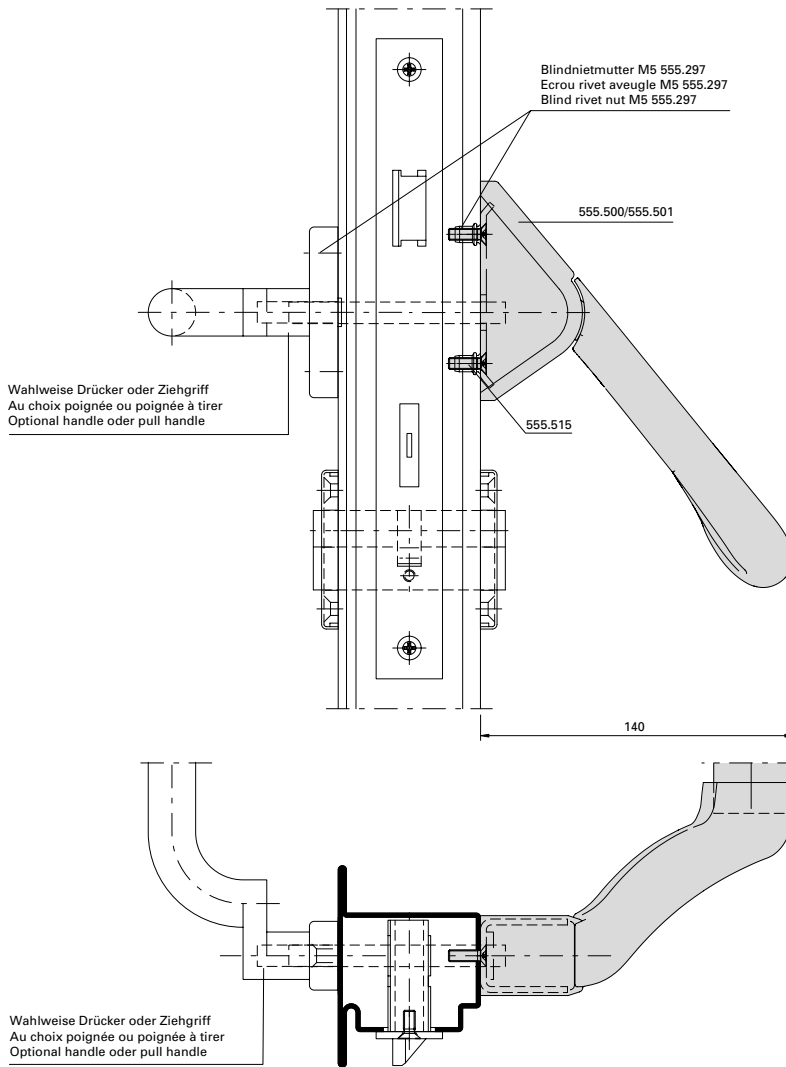 Blindnietmutter M5 555.297
Ecrou rivet aveugle M5 555.297
Blind rivet nut M5 555.297
555.500/555.501
Wahlweise Drücker oder Ziehgriff
Au choix poignée ou poignée à tirer
Optional handle oder pull handle
555.515
140
Wahlweise Drücker oder Ziehgriff
Au choix poignée ou poignée à tirer
Optional handle oder pull handle